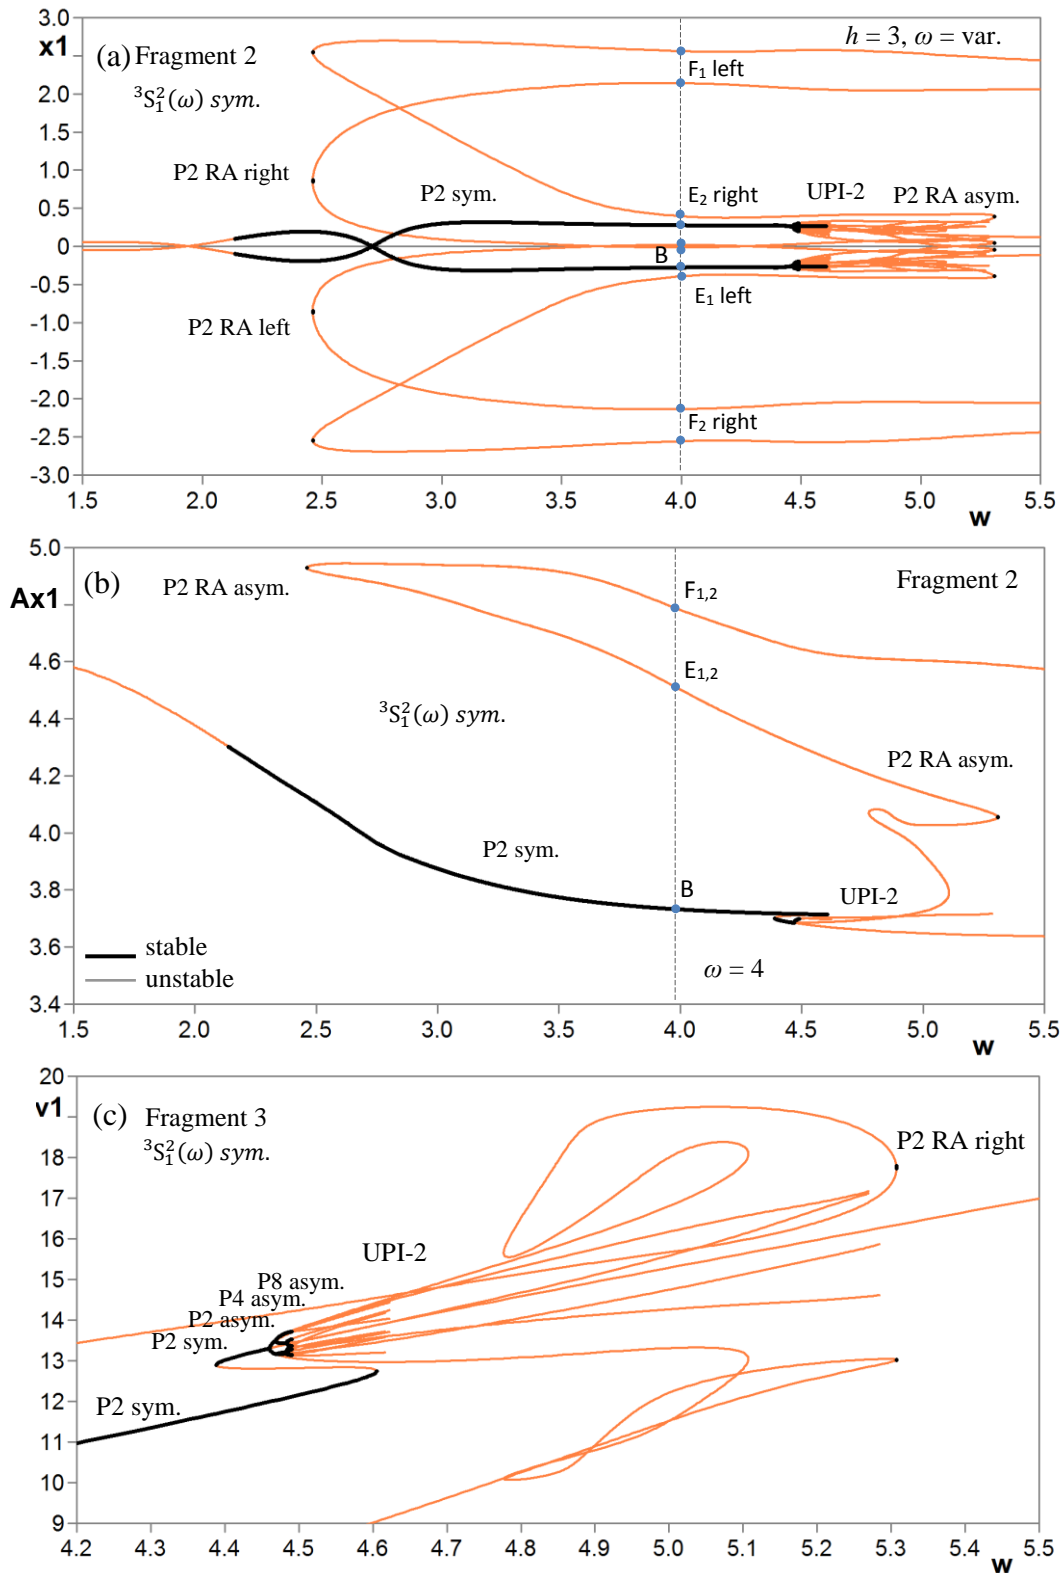 3.0
x1
(a) Fragment 2
h = 3, ω = var.
³S₁²(ω) sym.
F₁ left
2.0
1.5
P2 RA right
1.0
P2 sym.
E₂ right
UPI-2
P2 RA asym.
0.5
0
B
-0.5
E₁ left
P2 RA left
-1.0
-1.5
-2.0
F₂ right
-2.5
-3.0
1.5 2.0 2.5 3.0 3.5 4.0 4.5 5.0 5.5
w
5.0
Ax1
(b)
P2 RA asym.
Fragment 2
F₁,₂
4.6
E₁,₂
4.4
³S₁²(ω) sym.
4.2
P2 RA asym.
4.0
P2 sym.
3.8
B
UPI-2
stable
3.6
unstable
ω = 4
3.4
1.5 2.0 2.5 3.0 3.5 4.0 4.5 5.0 5.5
w
20
v1
(c) Fragment 3
³S₁²(ω) sym.
P2 RA right
18
17
16
UPI-2
15
P8 asym.
P4 asym.
14
P2 asym.
P2 sym.
13
12
P2 sym.
11
10
9
4.2 4.3 4.4 4.5 4.6 4.7 4.8 4.9 5.0 5.1 5.2 5.3 5.4 5.5
w